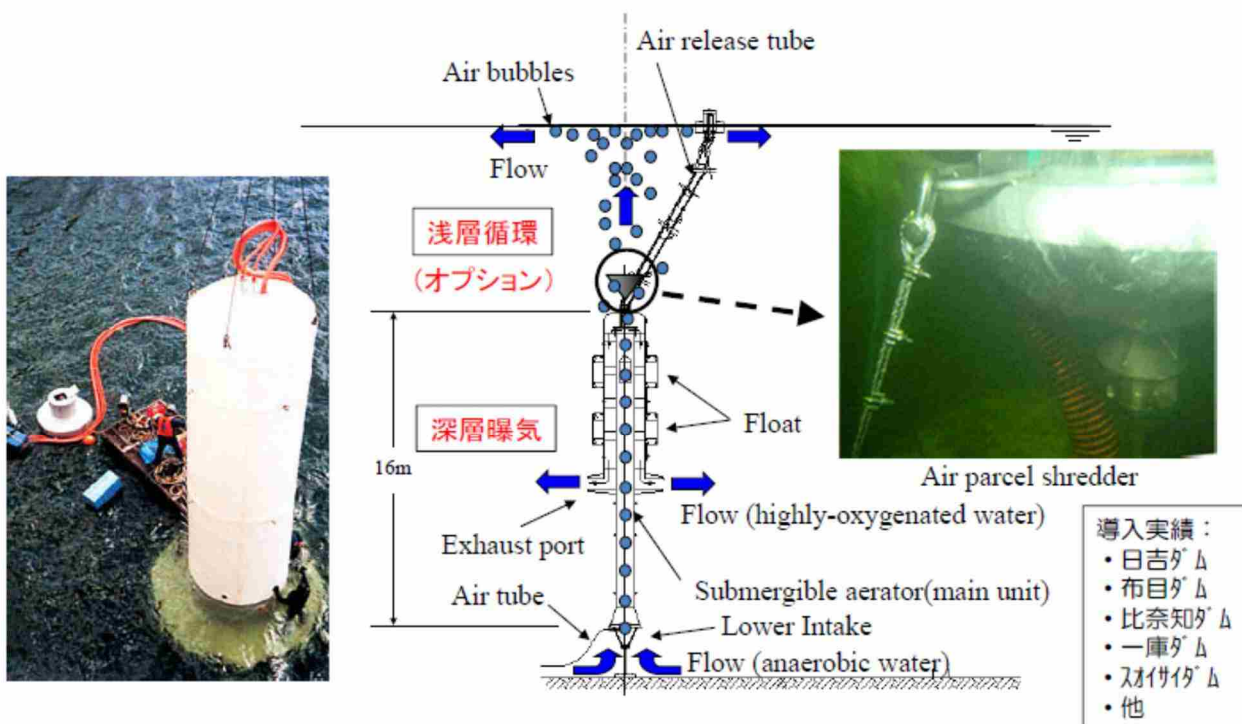 Air release tube
Air bubbles
Flow
浅層循環
(オプション)
深層曝気
16m
Float
Air parcel shredder
Flow (highly-oxygenated water)
Exhaust port
Submergible aerator(main unit)
Air tube
Lower Intake
Flow (anaerobic water)
導入実績：
・日吉ﾀﾞﾑ
・布目ﾀﾞﾑ
・比奈知ﾀﾞﾑ
・一庫ﾀﾞﾑ
・ｽｵｲｻｲﾀﾞﾑ
・他